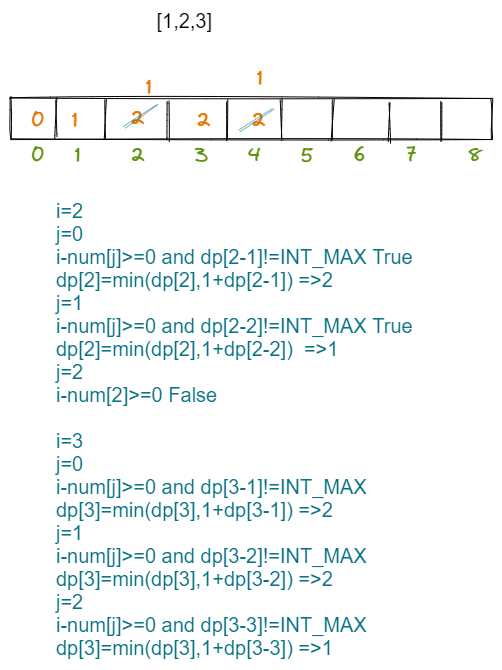 [1,2,3]
1 1
0 1 2 2 2
0 1 2 3 4 5 6 7 8
i=2
j=0
i-num[j]>=0 and dp[2-1]!=INT_MAX True
dp[2]=min(dp[2],1+dp[2-1]) =>2
j=1
i-num[j]>=0 and dp[2-2]!=INT_MAX True
dp[2]=min(dp[2],1+dp[2-2])  =>1
j=2
i-num[2]>=0 False
i=3
j=0
i-num[j]>=0 and dp[3-1]!=INT_MAX
dp[3]=min(dp[3],1+dp[3-1]) =>2
j=1
i-num[j]>=0 and dp[3-2]!=INT_MAX
dp[3]=min(dp[3],1+dp[3-2]) =>2
j=2
i-num[j]>=0 and dp[3-3]!=INT_MAX
dp[3]=min(dp[3],1+dp[3-3]) =>1